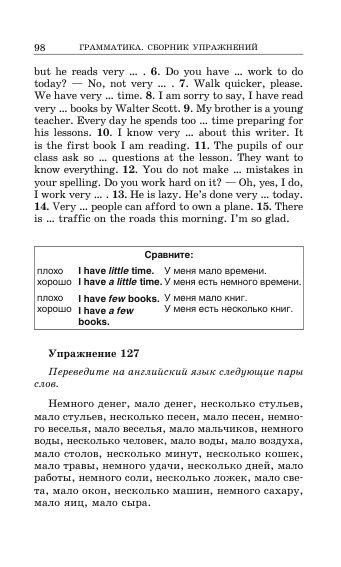 98 ГРАММАТИКА. СБОРНИК УПРАЖНЕНИЙ
but he reads very ... . 6. Do you have ... work to do
today? — No, not very ... . 7. Walk quicker, please.
We have very ... time. 8. I am sorry to say, I have read
very ... books by Walter Scott. 9. My brother is a young
teacher. Every day he spends too ... time preparing for
his lessons. 10. I know very ... about this writer. It
is the first book I am reading. 11. The pupils of our
class ask so ... questions at the lesson. They want to
know everything. 12. You do not make ... mistakes in
your spelling. Do you work hard on it? — Oh, yes, I do,
I work very ... . 13. He is lazy. He's done very ... today.
14. Very ... people can afford to own a plane. 15. There
is ... traffic on the roads this morning. I'm so glad.
Сравните:
плохо I have little time. У меня мало времени.
хорошо I have a little time. У меня есть немного времени.
плохо I have few books. У меня мало книг.
хорошо I have a few У меня есть несколько книг.
books.
Упражнение 127
Переведите на английский язык следующие пары
слов.
Немного денег, мало денег, несколько стульев,
мало стульев, несколько песен, мало песен, немно-
го веселья, мало веселья, мало мальчиков, немного
воды, несколько человек, мало воды, мало воздуха,
мало столов, несколько минут, несколько кошек,
мало травы, немного удачи, несколько дней, мало
работы, немного соли, несколько ложек, мало све-
та, мало окон, несколько машин, немного сахару,
мало яиц, мало сыра.